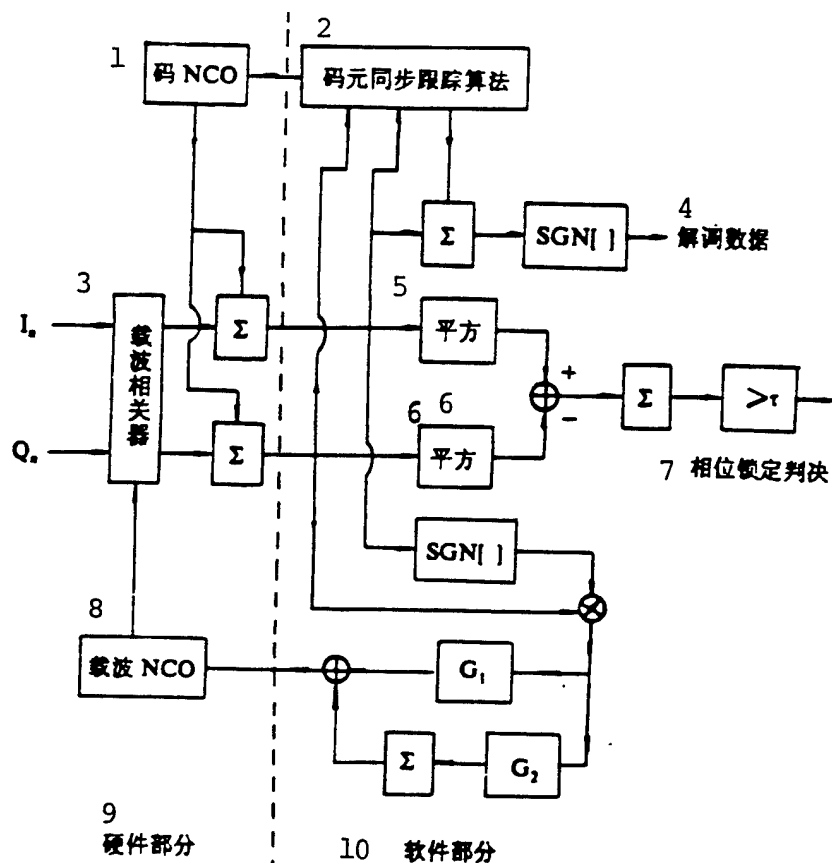 1
2
码 NCO
码元同步跟踪算法
Σ
SGN[ ]
4
解调数据
3
5
Iₙ
载波相关器
Σ
平方
+
−
Σ
>τ
Qₙ
Σ
6
6
平方
7 相位锁定判决
SGN[ ]
8
载波 NCO
G₁
Σ
G₂
9
硬件部分
10 软件部分